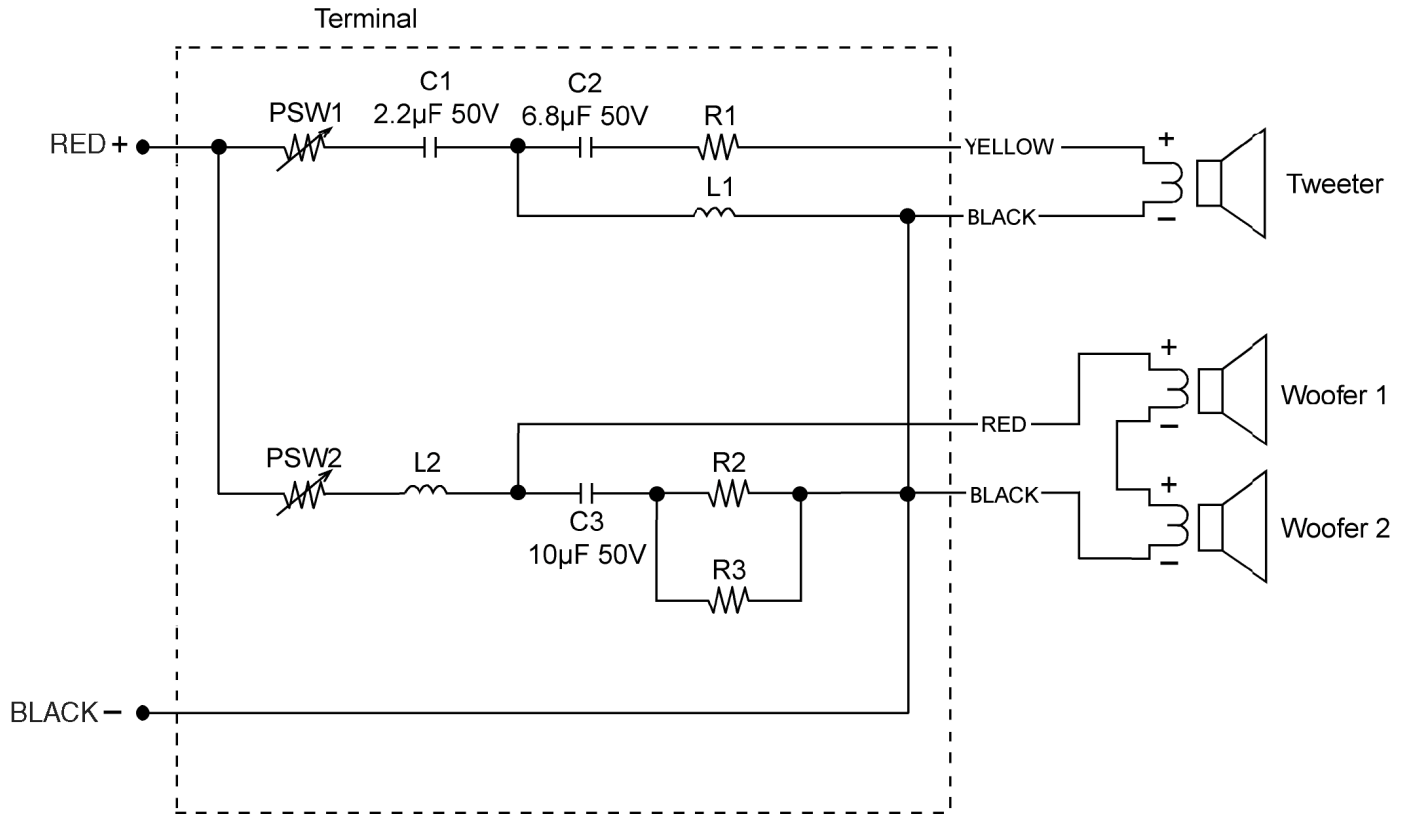 Terminal
PSW1
C1
2.2µF 50V
C2
6.8µF 50V
R1
RED +
YELLOW
+
Tweeter
L1
BLACK
−
+
Woofer 1
RED
−
PSW2
L2
R2
+
BLACK
C3
10µF 50V
Woofer 2
−
R3
BLACK −